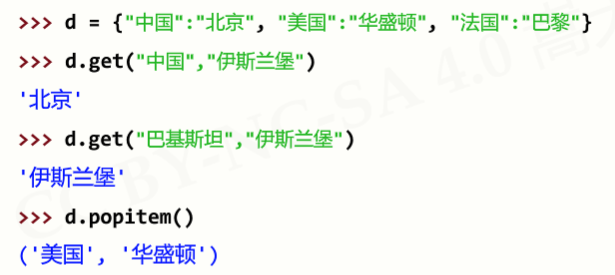 >>> d = {"中国":"北京", "美国":"华盛顿", "法国":"巴黎"}
>>> d.get("中国","伊斯兰堡")
'北京'
>>> d.get("巴基斯坦","伊斯兰堡")
'伊斯兰堡'
>>> d.popitem()
('美国', '华盛顿')
CC BY-NC-SA 4.0 高天